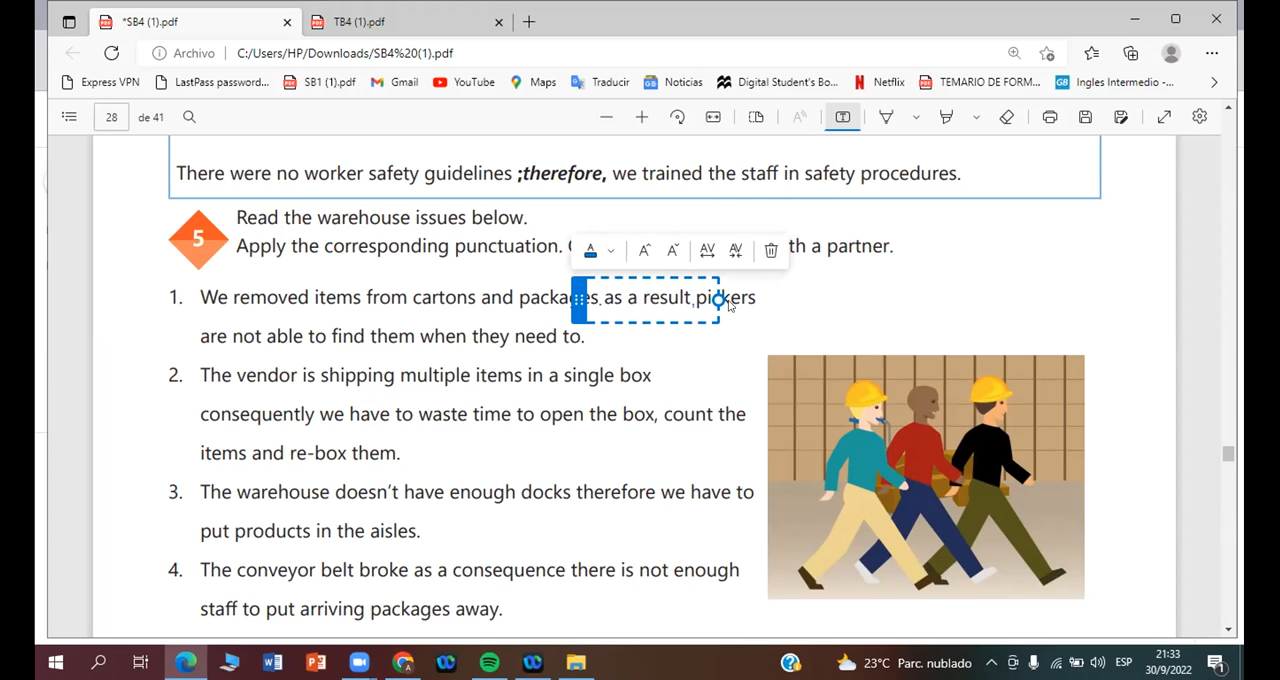 *SB4 (1).pdf
TB4 (1).pdf
Archivo C:/Users/HP/Downloads/SB4%20(1).pdf
Express VPN LastPass password... SB1 (1).pdf Gmail YouTube Maps Traducir Noticias Digital Student's Bo... Netflix TEMARIO DE FORM... Ingles Intermedio -...
28 de 41
There were no worker safety guidelines ;therefore, we trained the staff in safety procedures.
5
Read the warehouse issues below.
Apply the corresponding punctuation. th a partner.
1. We removed items from cartons and packages as a result,pickers
are not able to find them when they need to.
2. The vendor is shipping multiple items in a single box
consequently we have to waste time to open the box, count the
items and re-box them.
3. The warehouse doesn't have enough docks therefore we have to
put products in the aisles.
4. The conveyor belt broke as a consequence there is not enough
staff to put arriving packages away.
23°C Parc. nublado ESP 21:33
30/9/2022